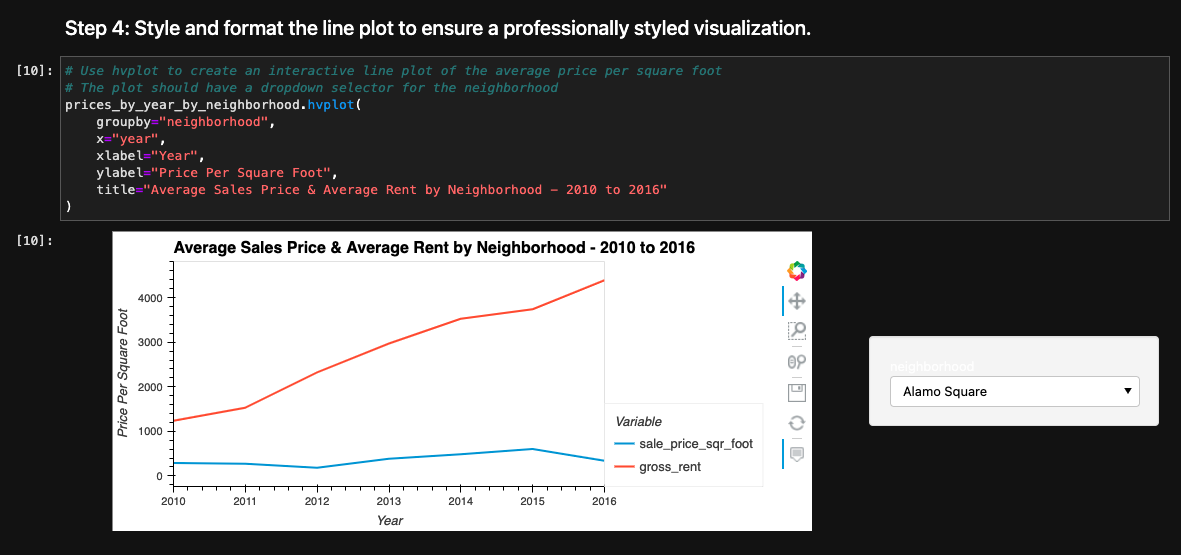 Step 4: Style and format the line plot to ensure a professionally styled visualization.
[10]:
# Use hvplot to create an interactive line plot of the average price per square foot
# The plot should have a dropdown selector for the neighborhood
prices_by_year_by_neighborhood.hvplot(
    groupby="neighborhood",
    x="year",
    xlabel="Year",
    ylabel="Price Per Square Foot",
    title="Average Sales Price & Average Rent by Neighborhood - 2010 to 2016"
)
[10]:
Average Sales Price & Average Rent by Neighborhood - 2010 to 2016
Price Per Square Foot
4000
3000
2000
1000
0
2010 2011 2012 2013 2014 2015 2016
Year
Variable
sale_price_sqr_foot
gross_rent
neighborhood
Alamo Square